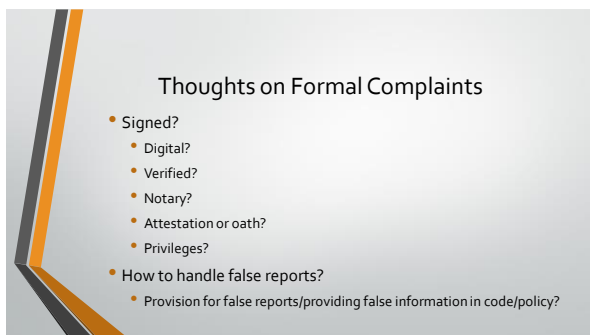 Thoughts on Formal Complaints
• Signed?
• Digital?
• Verified?
• Notary?
• Attestation or oath?
• Privileges?
• How to handle false reports?
• Provision for false reports/providing false information in code/policy?